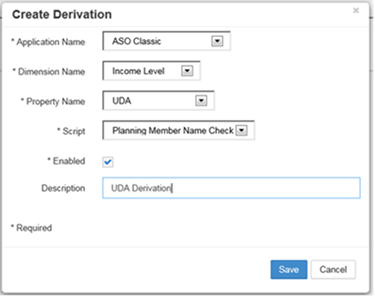 Create Derivation ×
* Application Name ASO Classic
* Dimension Name Income Level
* Property Name UDA
* Script Planning Member Name Check
* Enabled
Description UDA Derivation
* Required
Save Cancel